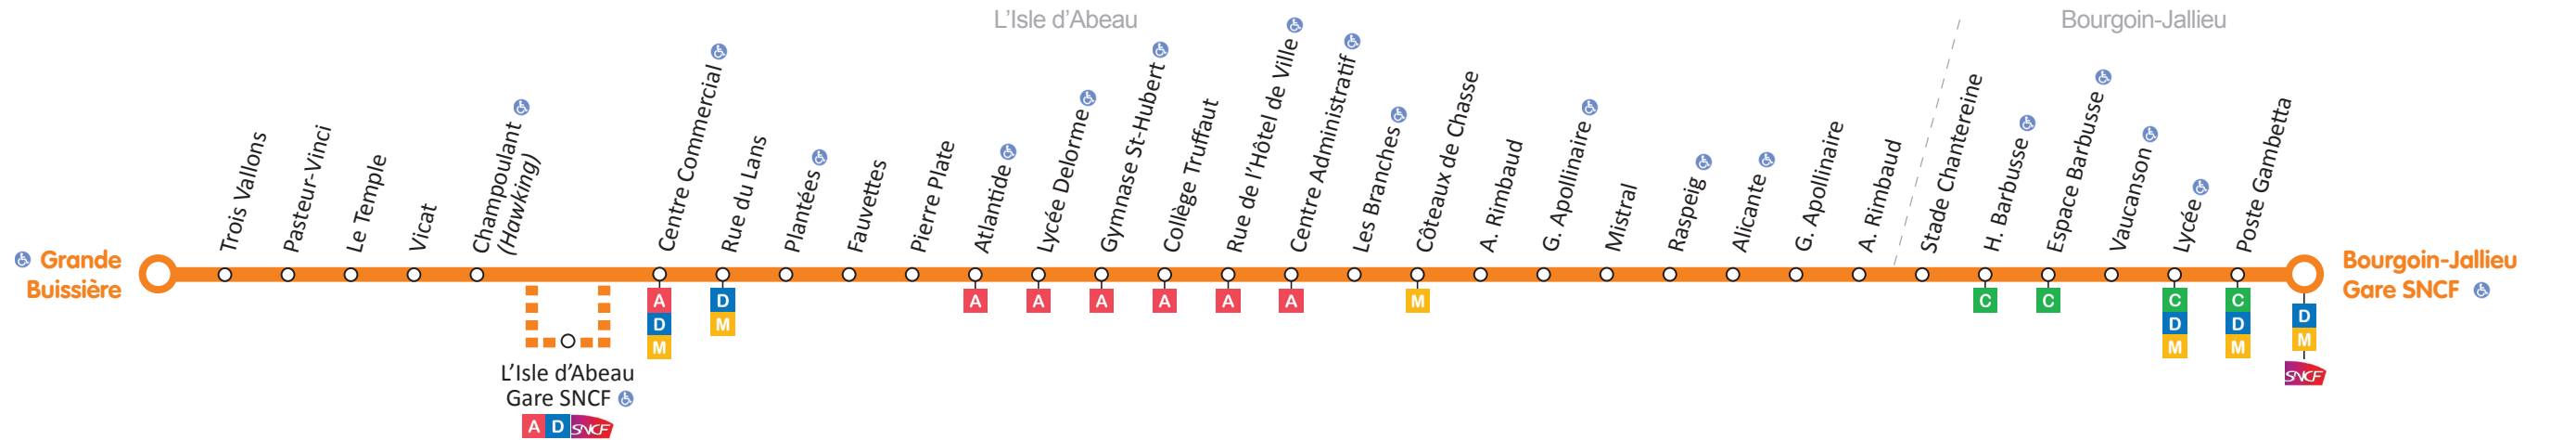 L'Isle d'Abeau
Bourgoin-Jallieu
Grande
Buissière
Trois Vallons
Pasteur-Vinci
Le Temple
Vicat
Champoulant
(Hawking)
L'Isle d'Abeau
Gare SNCF
A D SNCF
Centre Commercial
A
D
M
Rue du Lans
D
M
Plantées
Fauvettes
Pierre Plate
Atlantide
A
Lycée Delorme
A
Gymnase St-Hubert
A
Collège Truffaut
A
Rue de l'Hôtel de Ville
A
Centre Administratif
A
Les Branches
Côteaux de Chasse
M
A. Rimbaud
G. Apollinaire
Mistral
Raspeig
Alicante
G. Apollinaire
A. Rimbaud
Stade Chantereine
H. Barbusse
C
Espace Barbusse
C
Vaucanson
Lycée
C
D
M
Poste Gambetta
C
D
M
Bourgoin-Jallieu
Gare SNCF
D
M
SNCF